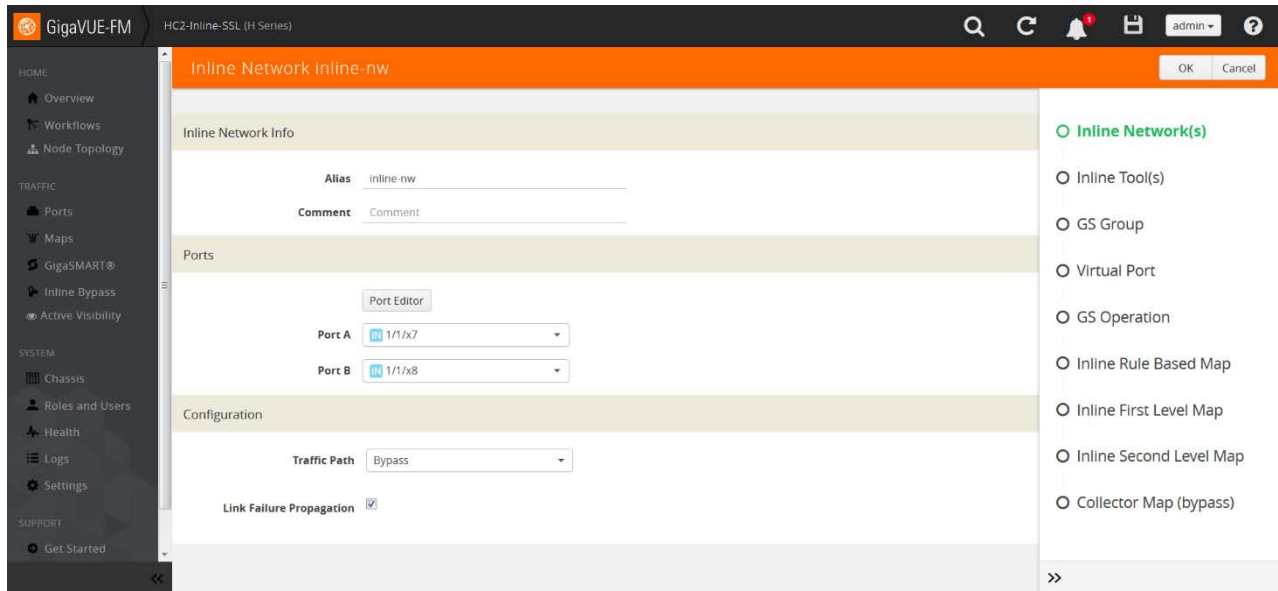 GigaVUE-FM
HC2-Inline-SSL (H Series)
1
admin
?
HOME
Overview
Workflows
Node Topology
TRAFFIC
Ports
Maps
GigaSMART®
Inline Bypass
Active Visibility
SYSTEM
Chassis
Roles and Users
Health
Logs
Settings
SUPPORT
Get Started
«
Inline Network inline-nw
OK
Cancel
Inline Network Info
Alias inline-nw
Comment Comment
Ports
Port Editor
Port A IN 1/1/x7
Port B IN 1/1/x8
Configuration
Traffic Path Bypass
Link Failure Propagation
Inline Network(s)
Inline Tool(s)
GS Group
Virtual Port
GS Operation
Inline Rule Based Map
Inline First Level Map
Inline Second Level Map
Collector Map (bypass)
»